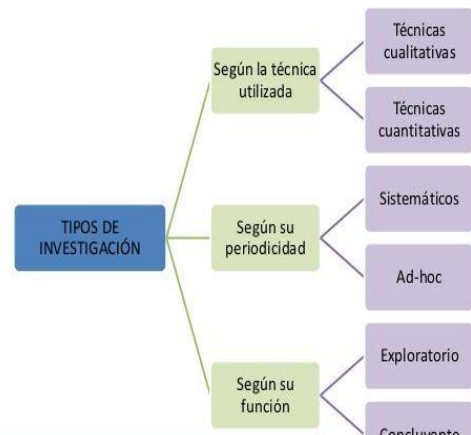 TIPOS DE
INVESTIGACIÓN
Según la técnica
utilizada
Técnicas
cualitativas
Técnicas
cuantitativas
Según su
periodicidad
Sistemáticos
Ad-hoc
Según su
función
Exploratorio
Concluyente